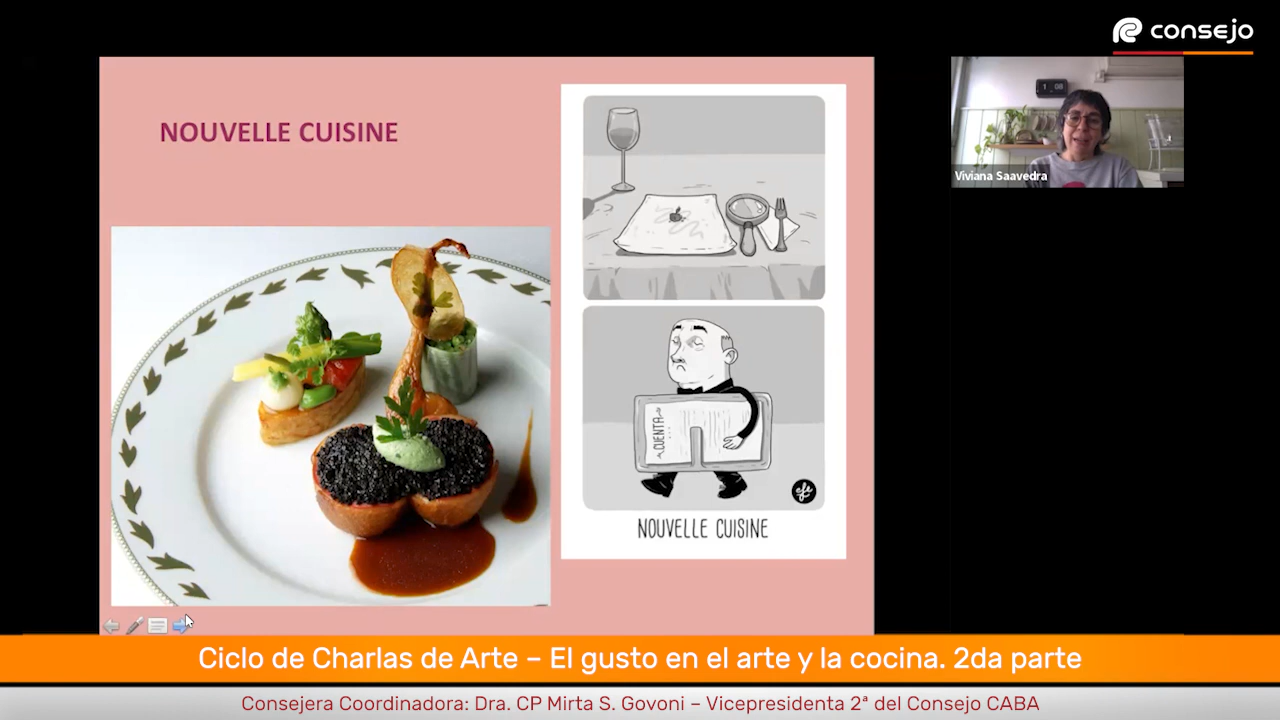 consejo
NOUVELLE CUISINE
Viviana Saavedra
CUENTA
efe
NOUVELLE CUISINE
Ciclo de Charlas de Arte – El gusto en el arte y la cocina. 2da parte
Consejera Coordinadora: Dra. CP Mirta S. Govoni – Vicepresidenta 2ª del Consejo CABA